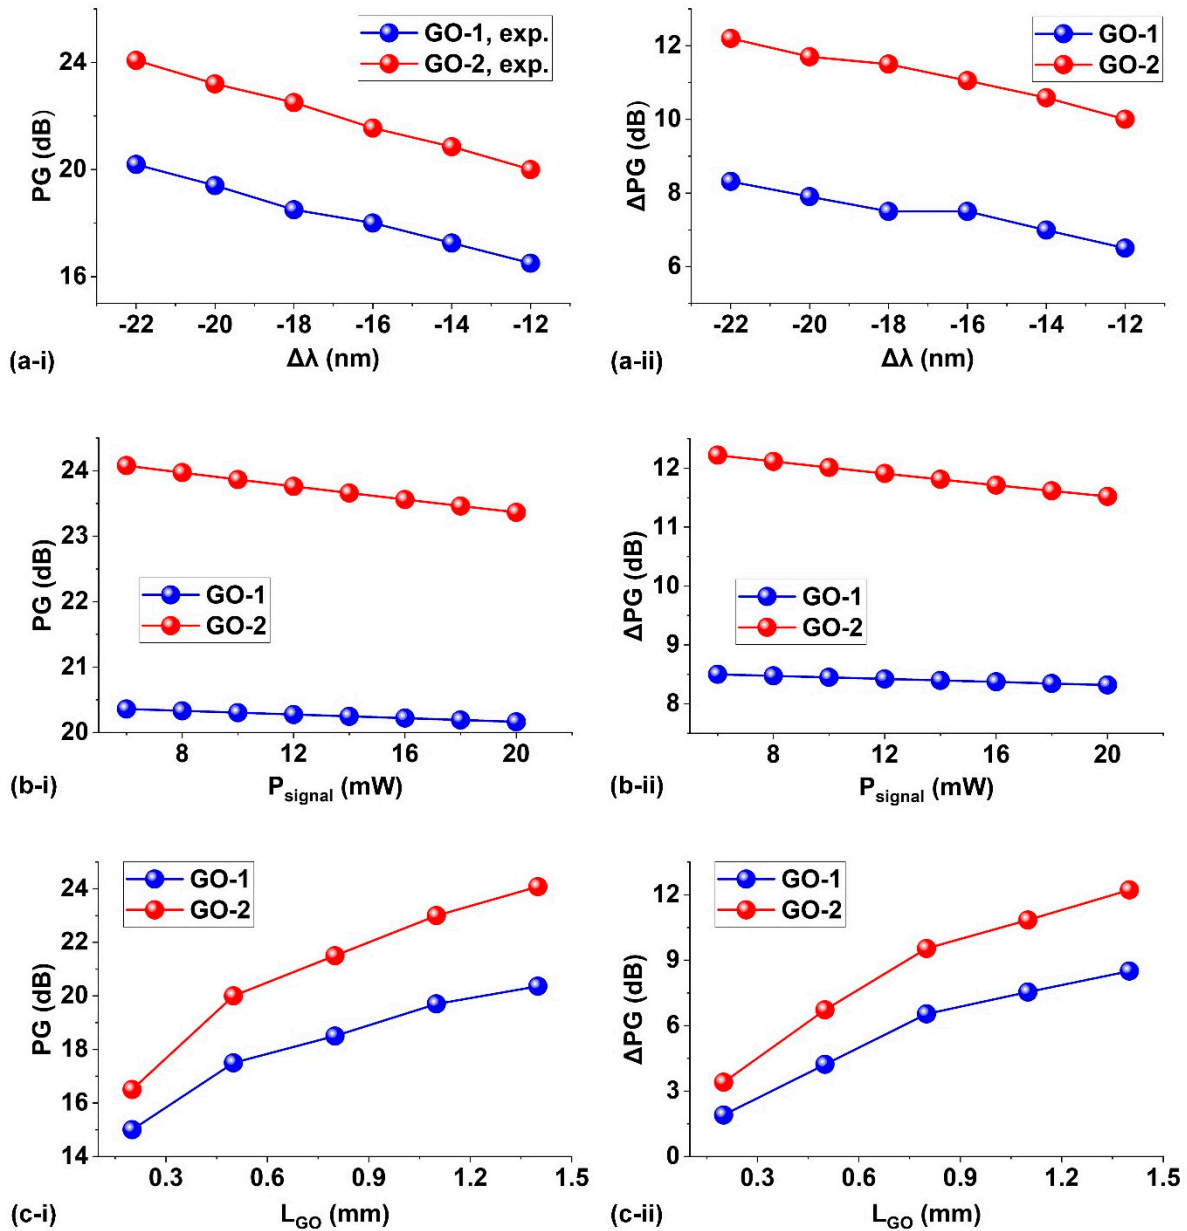 GO-1, exp.
GO-2, exp.
24
20
16
PG (dB)
-22 -20 -18 -16 -14 -12
Δλ (nm)
(a-i)
GO-1
GO-2
12
10
8
6
ΔPG (dB)
-22 -20 -18 -16 -14 -12
Δλ (nm)
(a-ii)
24
23
22
21
20
PG (dB)
GO-1
GO-2
8 12 16 20
Psignal (mW)
(b-i)
12
11
10
9
8
ΔPG (dB)
GO-1
GO-2
8 12 16 20
Psignal (mW)
(b-ii)
GO-1
GO-2
24
22
20
18
16
14
PG (dB)
0.3 0.6 0.9 1.2 1.5
LGO (mm)
(c-i)
GO-1
GO-2
12
9
6
3
0
ΔPG (dB)
0.3 0.6 0.9 1.2 1.5
LGO (mm)
(c-ii)